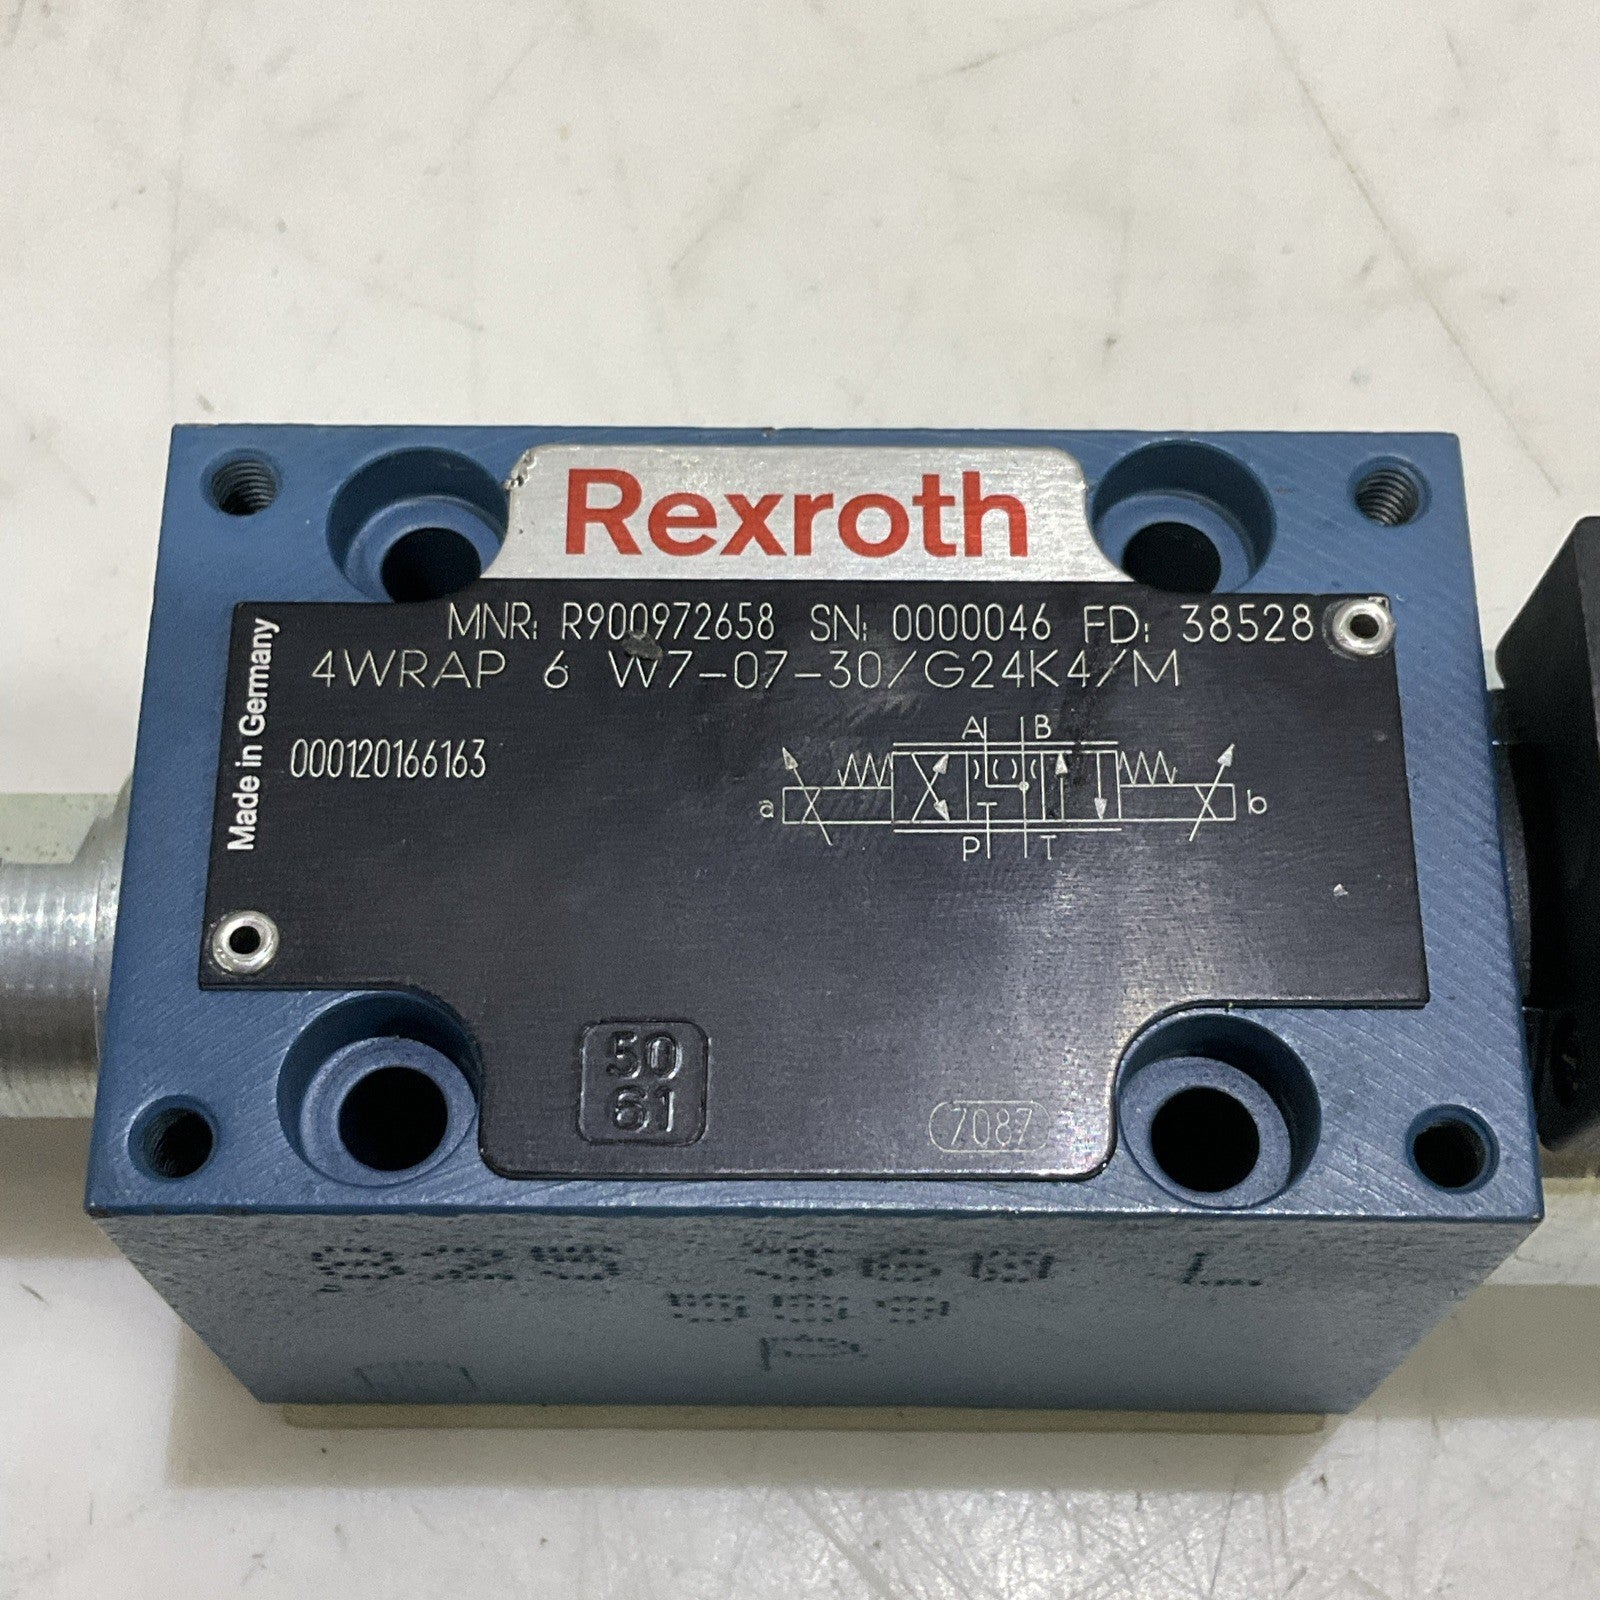 Rexroth
MNR: R900972658 SN: 0000046 FD: 38528
4WRAP 6 W7-07-30/G24K4/M
Made in Germany
000120166163
A B
a b
P T
50
61
7087
L
P